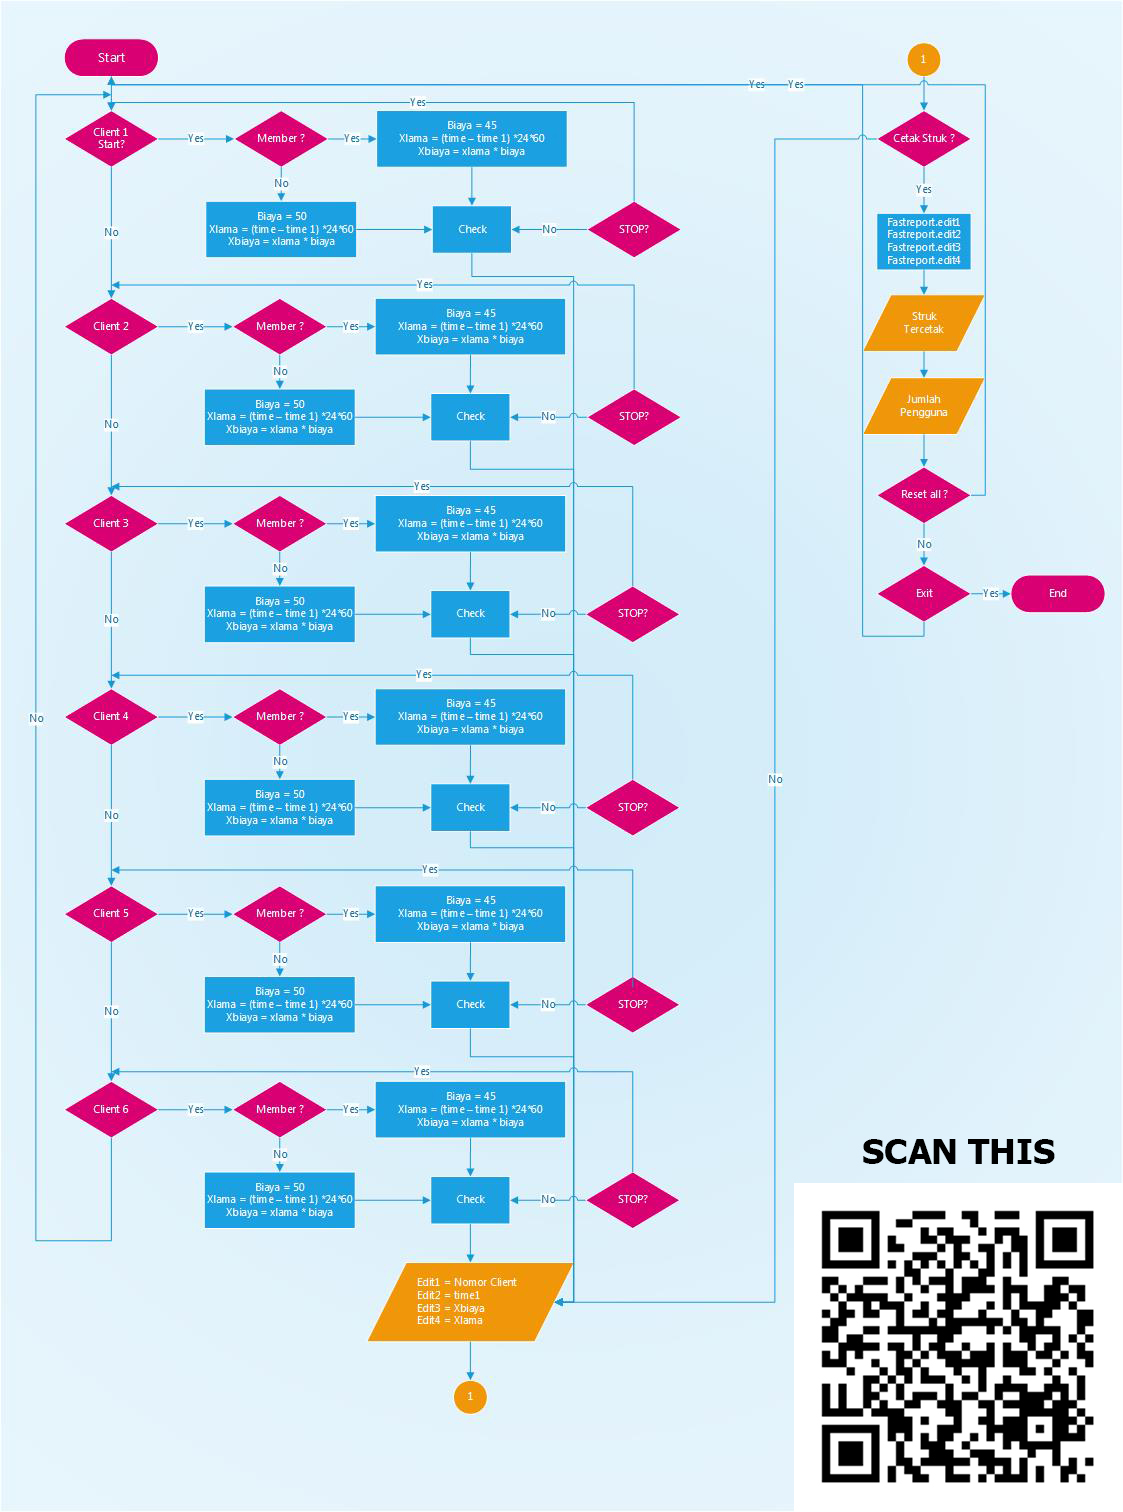 Start
1
Yes
Yes
Yes
Client 1
Start?
Yes
Member ?
Yes
Biaya = 45
Xlama = (time – time 1) *24*60
Xbiaya = xlama * biaya
Cetak Struk ?
No
Yes
No
Biaya = 50
Xlama = (time – time 1) *24*60
Xbiaya = xlama * biaya
Check
No
STOP?
Fastreport.edit1
Fastreport.edit2
Fastreport.edit3
Fastreport.edit4
Yes
Client 2
Yes
Member ?
Yes
Biaya = 45
Xlama = (time – time 1) *24*60
Xbiaya = xlama * biaya
Struk
Tercetak
No
No
Biaya = 50
Xlama = (time – time 1) *24*60
Xbiaya = xlama * biaya
Check
No
STOP?
Jumlah
Pengguna
Yes
Client 3
Yes
Member ?
Yes
Biaya = 45
Xlama = (time – time 1) *24*60
Xbiaya = xlama * biaya
Reset all ?
No
No
No
Biaya = 50
Xlama = (time – time 1) *24*60
Xbiaya = xlama * biaya
Check
No
STOP?
Exit
Yes
End
Yes
No
Client 4
Yes
Member ?
Yes
Biaya = 45
Xlama = (time – time 1) *24*60
Xbiaya = xlama * biaya
No
No
No
Biaya = 50
Xlama = (time – time 1) *24*60
Xbiaya = xlama * biaya
Check
No
STOP?
Yes
Client 5
Yes
Member ?
Yes
Biaya = 45
Xlama = (time – time 1) *24*60
Xbiaya = xlama * biaya
No
No
Biaya = 50
Xlama = (time – time 1) *24*60
Xbiaya = xlama * biaya
Check
No
STOP?
Yes
Client 6
Yes
Member ?
Yes
Biaya = 45
Xlama = (time – time 1) *24*60
Xbiaya = xlama * biaya
No
Biaya = 50
Xlama = (time – time 1) *24*60
Xbiaya = xlama * biaya
Check
No
STOP?
Edit1 = Nomor Client
Edit2 = time1
Edit3 = Xbiaya
Edit4 = Xlama
1
SCAN THIS